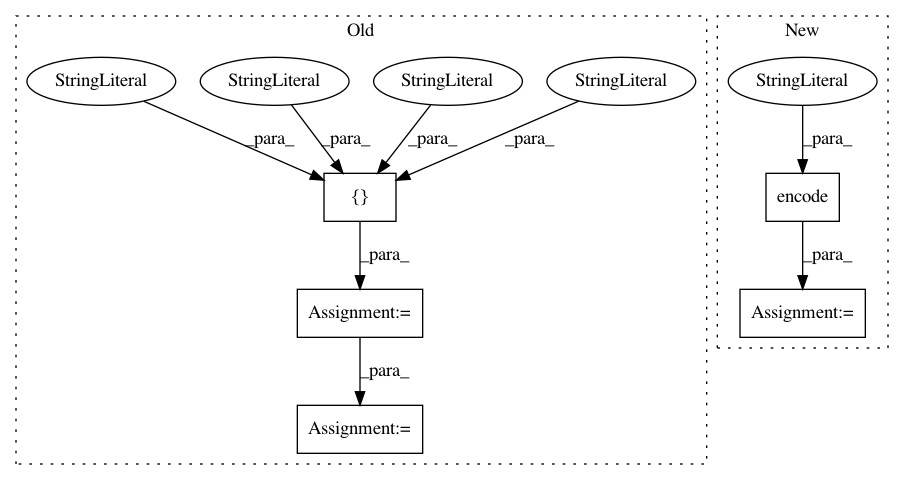 Old
New
StringLiteral
StringLiteral
StringLiteral
StringLiteral
StringLiteral
_para_
_para_
_para_
_para_
_para_
{}
encode
_para_
_para_
Assignment:=
Assignment:=
_para_
Assignment:=